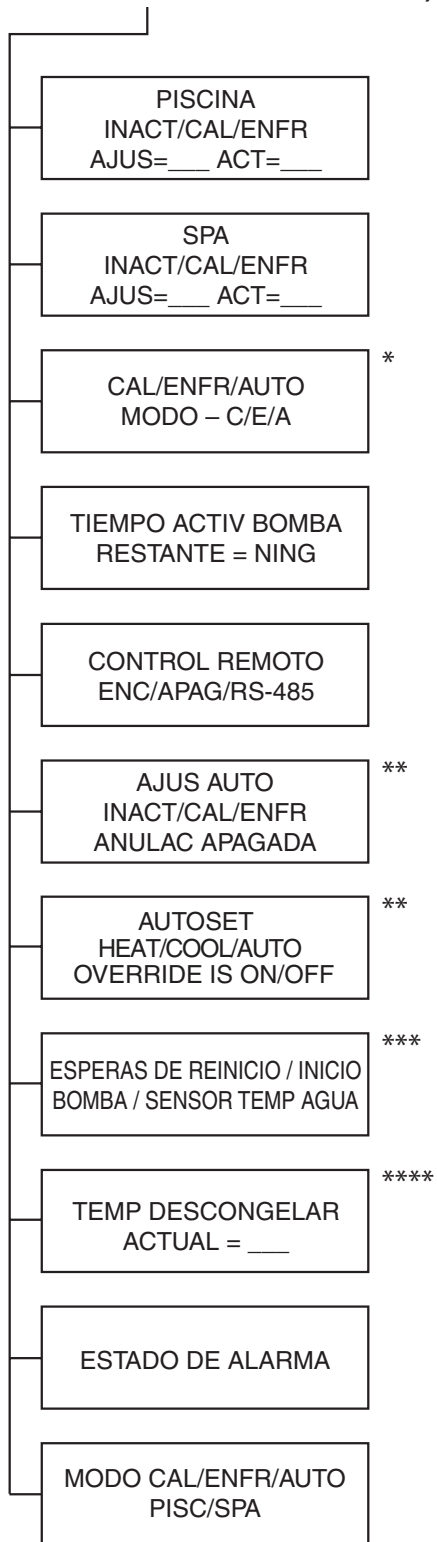 PISCINA
INACT/CAL/ENFR
AJUS=___ ACT=___
SPA
INACT/CAL/ENFR
AJUS=___ ACT=___
*
CAL/ENFR/AUTO
MODO – C/E/A
TIEMPO ACTIV BOMBA
RESTANTE = NING
CONTROL REMOTO
ENC/APAG/RS-485
**
AJUS AUTO
INACT/CAL/ENFR
ANULAC APAGADA
**
AUTOSET
HEAT/COOL/AUTO
OVERRIDE IS ON/OFF
***
ESPERAS DE REINICIO / INICIO
BOMBA / SENSOR TEMP AGUA
****
TEMP DESCONGELAR
ACTUAL = ___
ESTADO DE ALARMA
MODO CAL/ENFR/AUTO
PISC/SPA